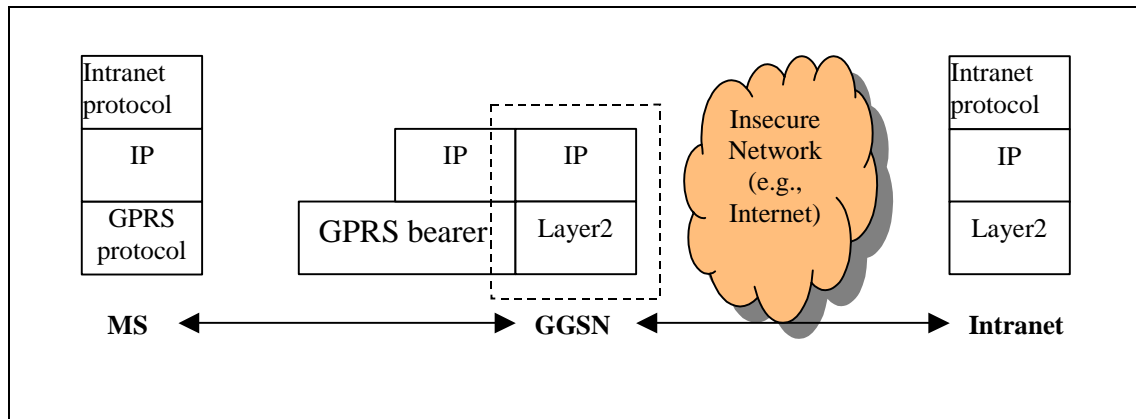 Intranet
protocol
IP
GPRS
protocol
MS
IP
IP
GPRS bearer
Layer2
GGSN
Insecure
Network
(e.g.,
Internet)
Intranet
protocol
IP
Layer2
Intranet